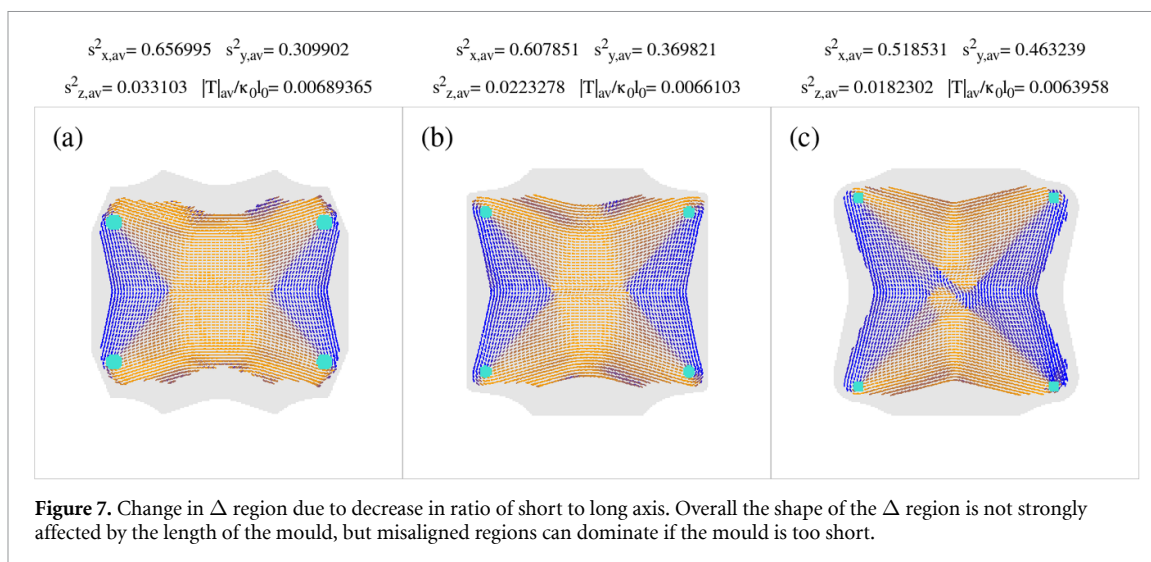 s²x,av= 0.656995 s²y,av= 0.309902
s²z,av= 0.033103 |T|av/κ0l0= 0.00689365
s²x,av= 0.607851 s²y,av= 0.369821
s²z,av= 0.0223278 |T|av/κ0l0= 0.0066103
s²x,av= 0.518531 s²y,av= 0.463239
s²z,av= 0.0182302 |T|av/κ0l0= 0.0063958
(a)
(b)
(c)
Figure 7. Change in Δ region due to decrease in ratio of short to long axis. Overall the shape of the Δ region is not strongly
affected by the length of the mould, but misaligned regions can dominate if the mould is too short.